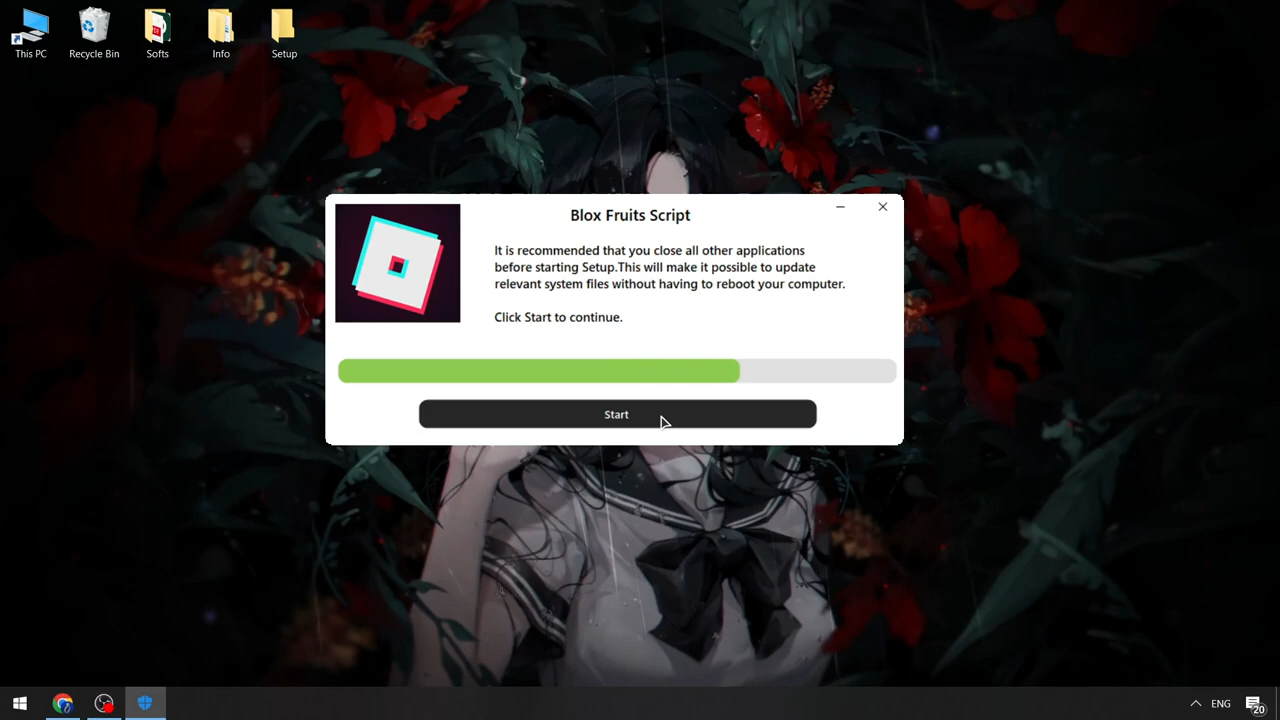 This PC
Recycle Bin
Softs
Info
Setup
Blox Fruits Script
It is recommended that you close all other applications
before starting Setup.This will make it possible to update
relevant system files without having to reboot your computer.
Click Start to continue.
Start
ENG
20